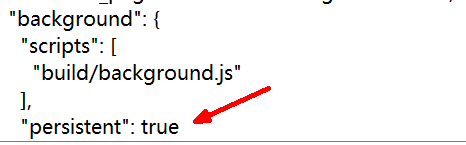 "background": {
"scripts": [
"build/background.js"
],
"persistent": true